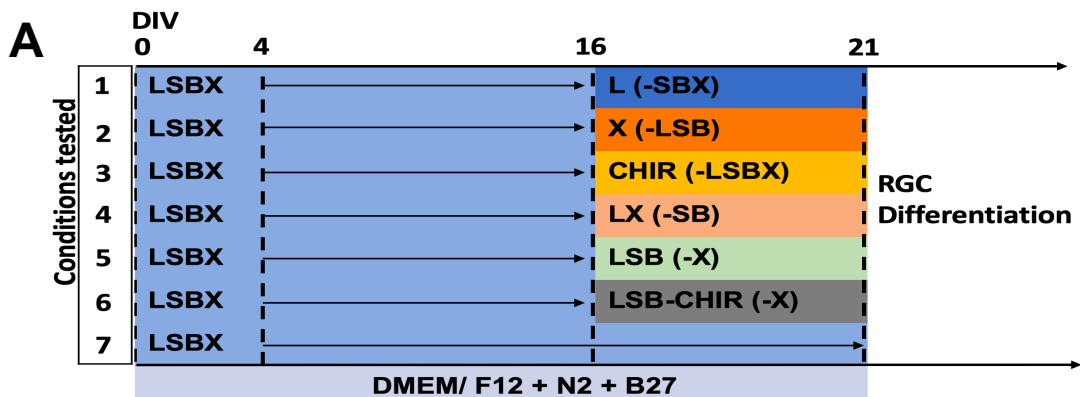 A
DIV
0 4 16 21
Conditions tested
1 LSBX L (-SBX)
2 LSBX X (-LSB)
3 LSBX CHIR (-LSBX)
4 LSBX LX (-SB)
5 LSBX LSB (-X)
6 LSBX LSB-CHIR (-X)
7 LSBX
RGC
Differentiation
DMEM/ F12 + N2 + B27